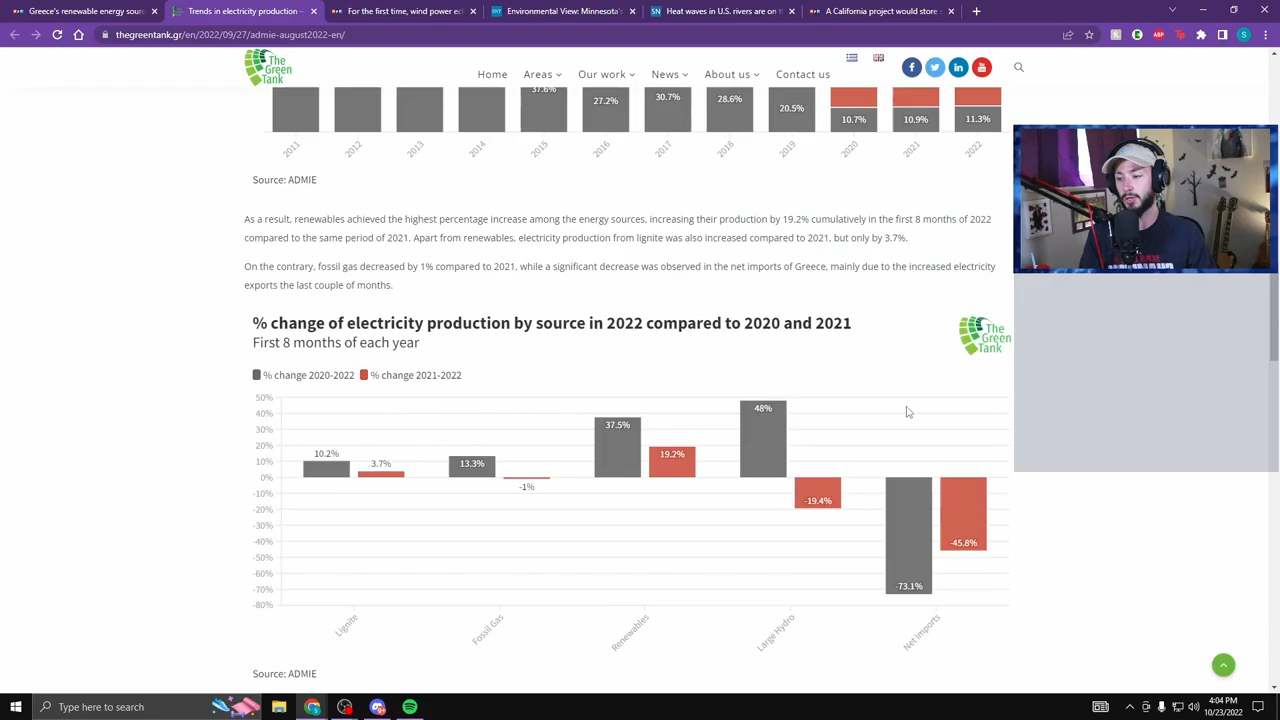 New records for greece
Trends in electricity
For the first time, wind power ed
Environmental View: Minnesota's
Heat waves in U.S. rivers are on t
A California pro
thegreentank.gr/en/2022/09/27/admie-august2022-en/
The
Green
Tank
Home Areas Our work News About us Contact us
37.6% 27.2% 30.7% 28.6% 20.5% 10.7% 10.9% 11.3%
2011 2012 2013 2014 2015 2016 2017 2018 2019 2020 2021 2022
Source: ADMIE
As a result, renewables achieved the highest percentage increase among the energy sources, increasing their production by 19.2% cumulatively in the first 8 months of 2022
compared to the same period of 2021. Apart from renewables, electricity production from lignite was also increased compared to 2021, but only by 3.7%.
On the contrary, fossil gas decreased by 1% compared to 2021, while a significant decrease was observed in the net imports of Greece, mainly due to the increased electricity
exports the last couple of months.
% change of electricity production by source in 2022 compared to 2020 and 2021
First 8 months of each year
The
Green
Tank
% change 2020-2022 % change 2021-2022
50%
40%
30%
20%
10%
0%
-10%
-20%
-30%
-40%
-50%
-60%
-70%
-80%
10.2% 3.7% 13.3% -1% 37.5% 19.2% 48% -19.4% -73.1% -45.8%
Lignite Fossil Gas Renewables Large Hydro Net Imports
Source: ADMIE
Type here to search
4:04 PM
10/23/2022